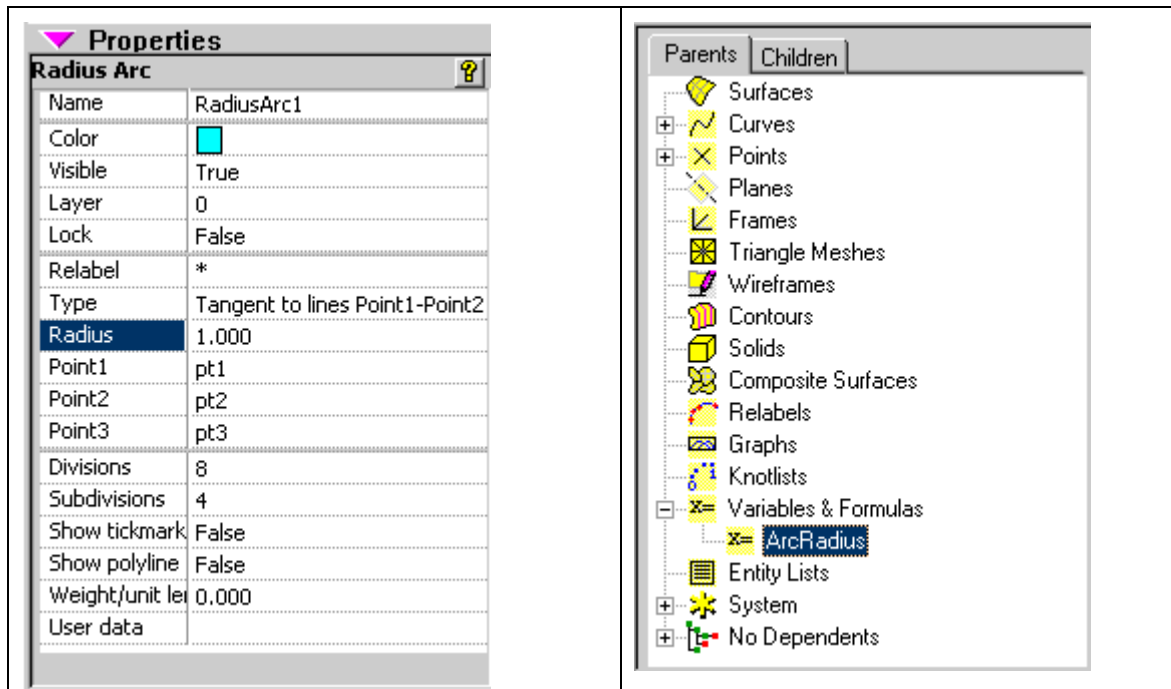 Properties
Radius Arc
Name RadiusArc1
Color
Visible True
Layer 0
Lock False
Relabel *
Type Tangent to lines Point1-Point2
Radius 1.000
Point1 pt1
Point2 pt2
Point3 pt3
Divisions 8
Subdivisions 4
Show tickmark False
Show polyline False
Weight/unit le 0.000
User data
Parents Children
Surfaces
Curves
Points
Planes
Frames
Triangle Meshes
Wireframes
Contours
Solids
Composite Surfaces
Relabels
Graphs
Knotlists
x= Variables & Formulas
x= ArcRadius
Entity Lists
System
No Dependents